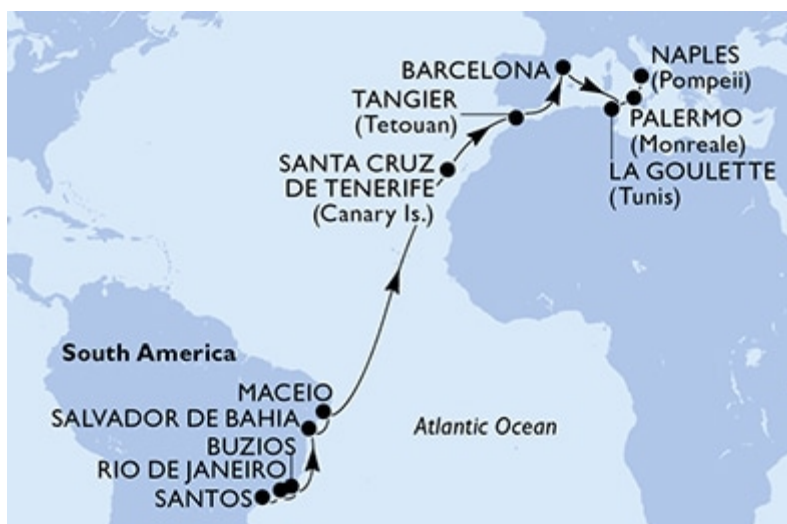 BARCELONA
NAPLES
(Pompeii)
TANGIER
(Tetouan)
PALERMO
(Monreale)
SANTA CRUZ
DE TENERIFE
(Canary Is.)
LA GOULETTE
(Tunis)
South America
MACEIO
SALVADOR DE BAHIA
Atlantic Ocean
BUZIOS
RIO DE JANEIRO
SANTOS